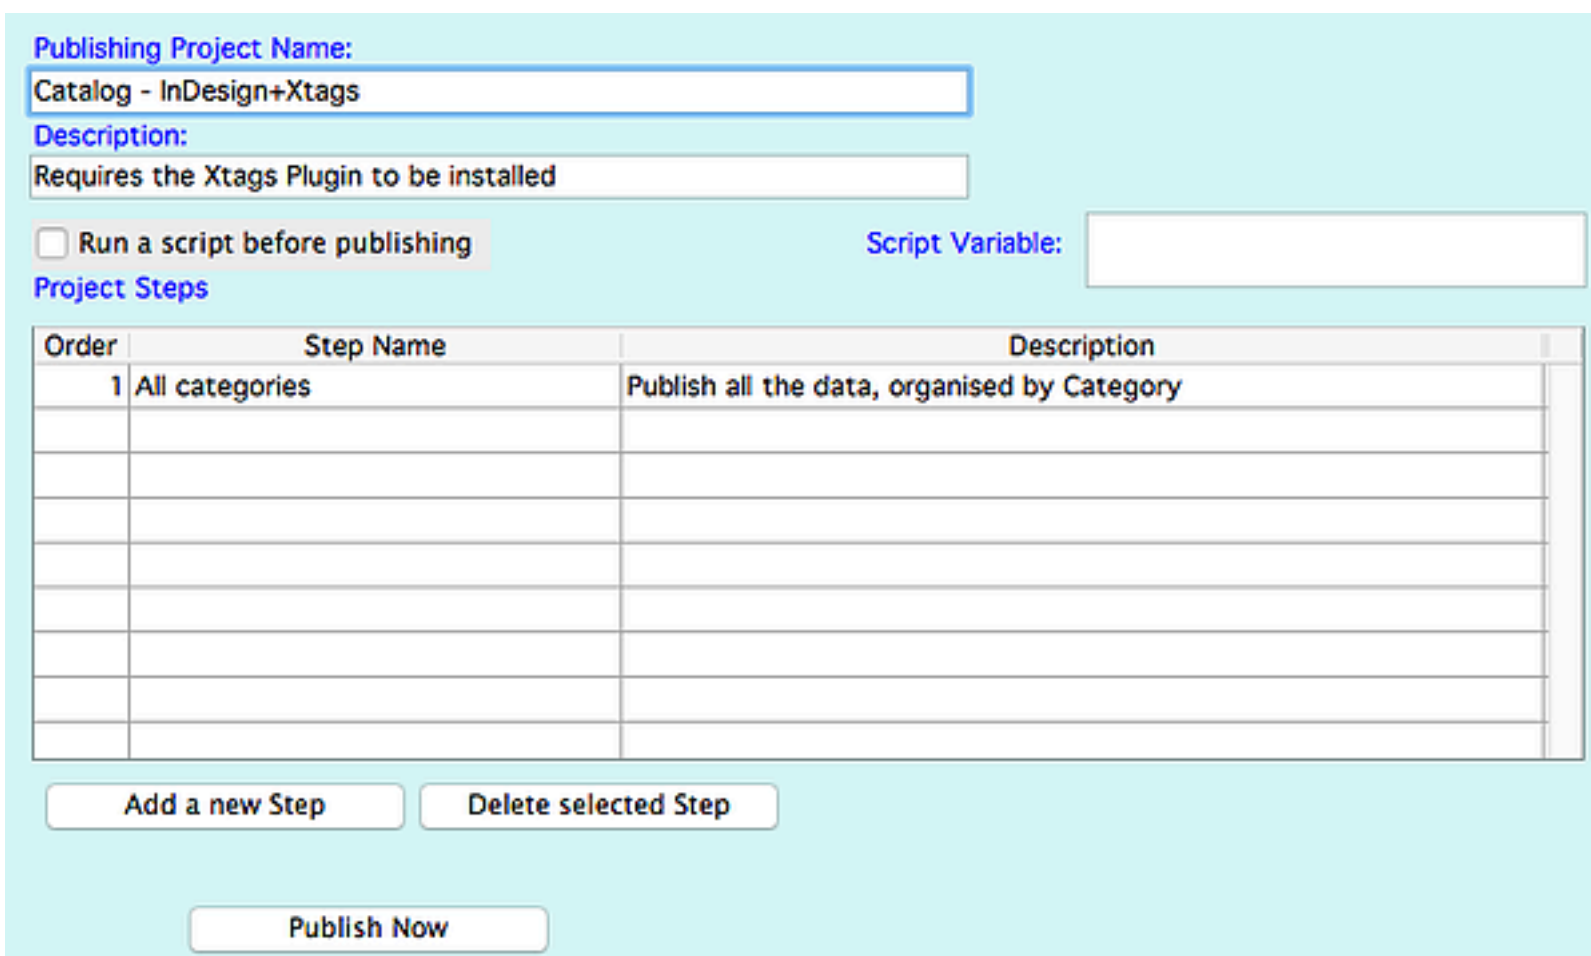 Publishing Project Name:
Catalog - InDesign+Xtags
Description:
Requires the Xtags Plugin to be installed
Run a script before publishing Script Variable:
Project Steps
Order Step Name Description
1 All categories Publish all the data, organised by Category
Add a new Step Delete selected Step
Publish Now